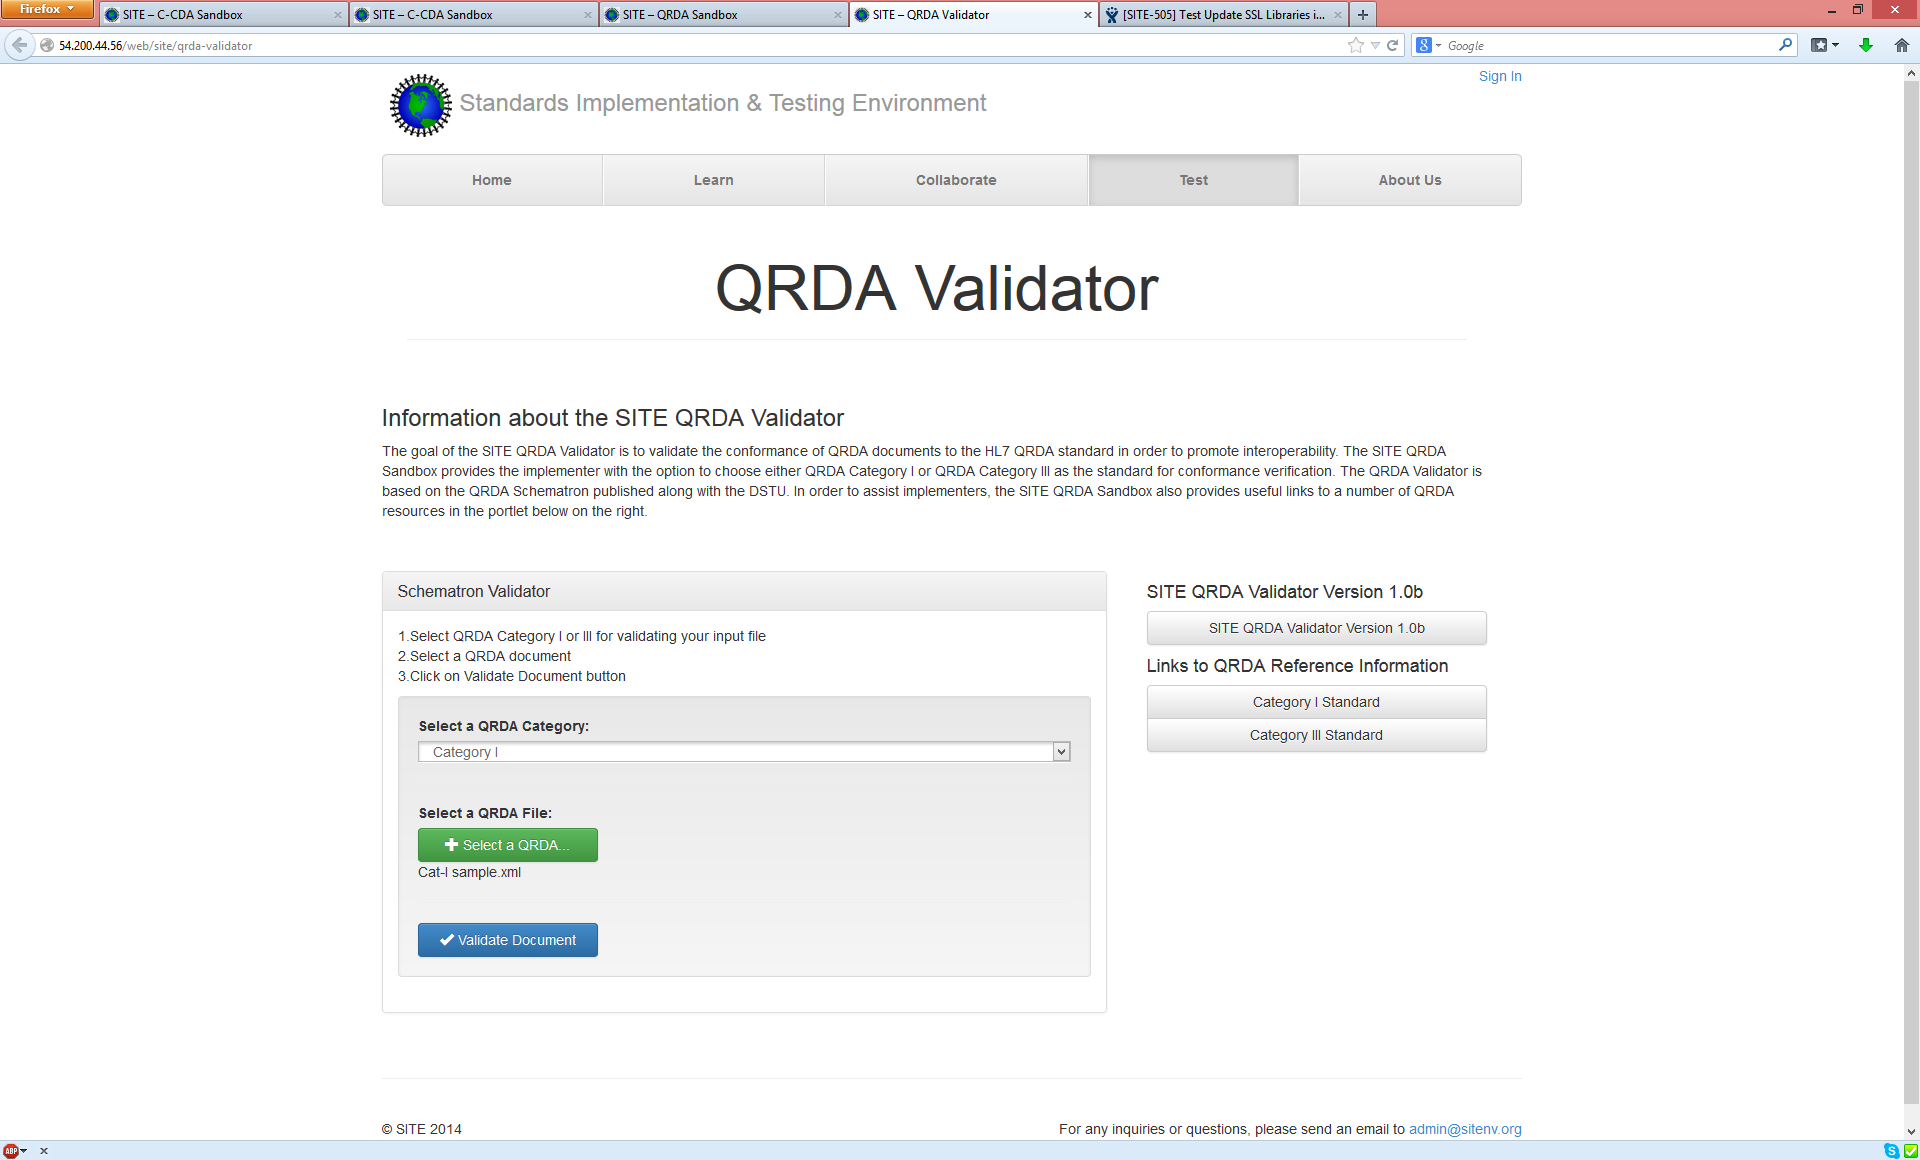 Firefox
SITE – C-CDA Sandbox
SITE – C-CDA Sandbox
SITE – QRDA Sandbox
SITE – QRDA Validator
[SITE-505] Test Update SSL Libraries i...
54.200.44.56/web/site/qrda-validator
Google
Sign In
Standards Implementation & Testing Environment
Home
Learn
Collaborate
Test
About Us
QRDA Validator
Information about the SITE QRDA Validator
The goal of the SITE QRDA Validator is to validate the conformance of QRDA documents to the HL7 QRDA standard in order to promote interoperability. The SITE QRDA
Sandbox provides the implementer with the option to choose either QRDA Category I or QRDA Category III as the standard for conformance verification. The QRDA Validator is
based on the QRDA Schematron published along with the DSTU. In order to assist implementers, the SITE QRDA Sandbox also provides useful links to a number of QRDA
resources in the portlet below on the right.
Schematron Validator
1.Select QRDA Category I or III for validating your input file
2.Select a QRDA document
3.Click on Validate Document button
Select a QRDA Category:
Category I
Select a QRDA File:
Select a QRDA...
Cat-I sample.xml
Validate Document
SITE QRDA Validator Version 1.0b
SITE QRDA Validator Version 1.0b
Links to QRDA Reference Information
Category I Standard
Category III Standard
© SITE 2014
For any inquiries or questions, please send an email to admin@sitenv.org
ABP